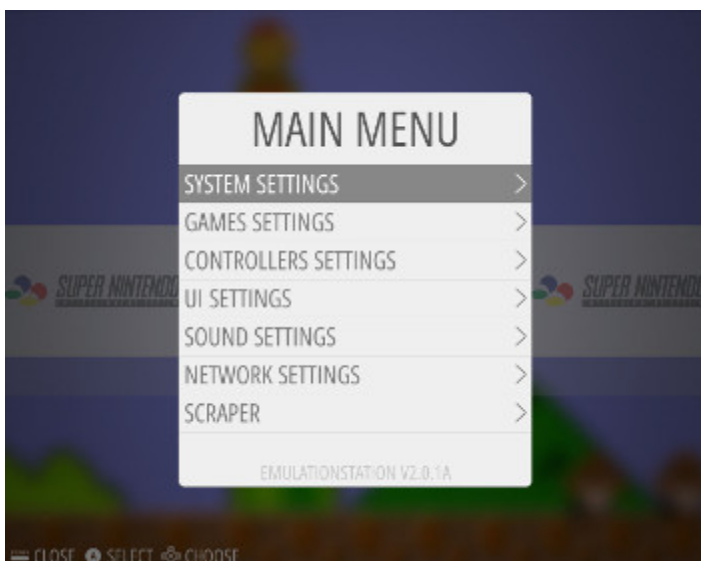 MAIN MENU
SYSTEM SETTINGS
GAMES SETTINGS
CONTROLLERS SETTINGS
UI SETTINGS
SOUND SETTINGS
NETWORK SETTINGS
SCRAPER
SUPER NINTENDO
SUPER NINTENDO
EMULATIONSTATION V2.0.1A
CLOSE A SELECT CHOOSE